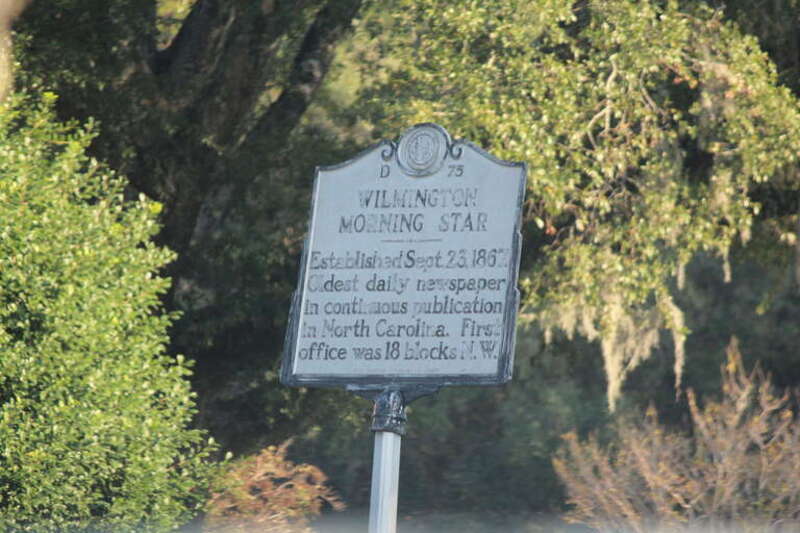 D 75
WILMINGTON
MORNING STAR
Established Sept. 23, 1867.
Oldest daily newspaper
in continuous publication
in North Carolina. First
office was 18 blocks N.W.